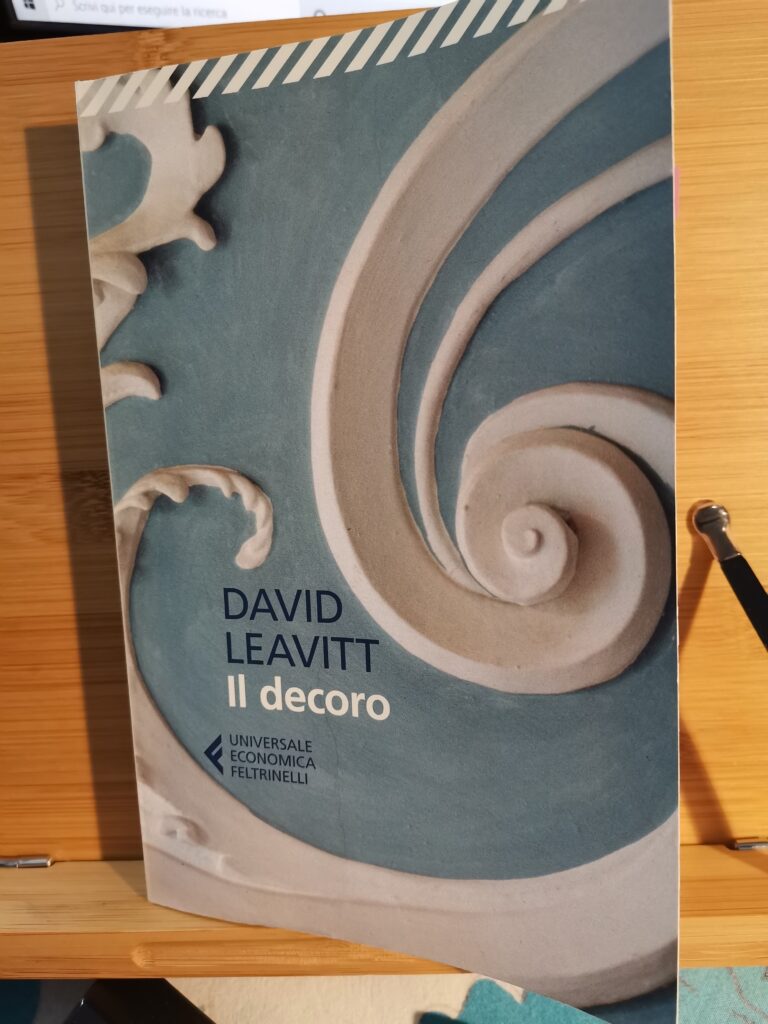 Scrivi qui per eseguire la ricerca
DAVID
LEAVITT
Il decoro
UNIVERSALE
ECONOMICA
FELTRINELLI